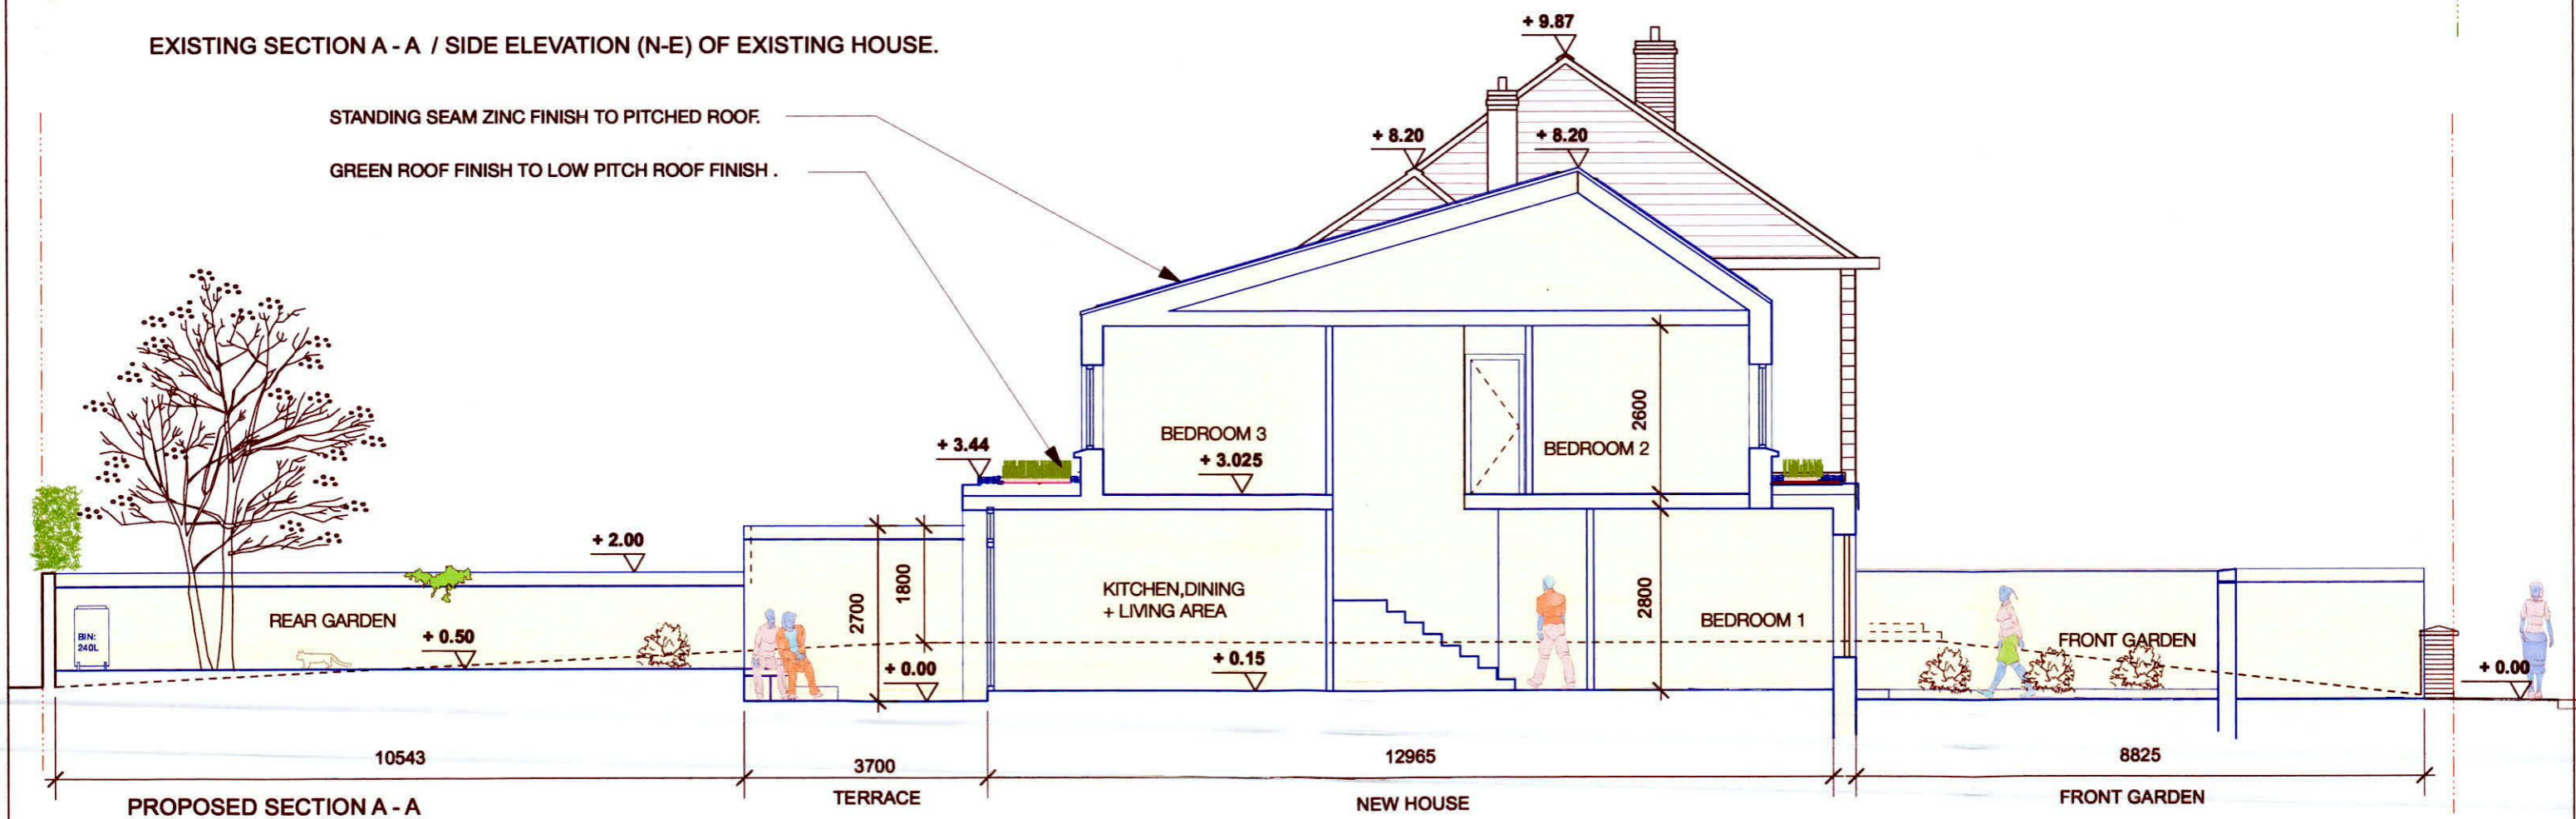 + 9.87
EXISTING SECTION A - A / SIDE ELEVATION (N-E) OF EXISTING HOUSE.
STANDING SEAM ZINC FINISH TO PITCHED ROOF.
+ 8.20
+ 8.20
GREEN ROOF FINISH TO LOW PITCH ROOF FINISH .
2600
BEDROOM 3
+ 3.44
BEDROOM 2
+ 3.025
+ 2.00
1800
2700
KITCHEN,DINING
+ LIVING AREA
2800
REAR GARDEN
BEDROOM 1
BIN:
240L
+ 0.50
FRONT GARDEN
+ 0.00
+ 0.15
+ 0.00
10543
3700
12965
8825
PROPOSED SECTION A - A
TERRACE
NEW HOUSE
FRONT GARDEN